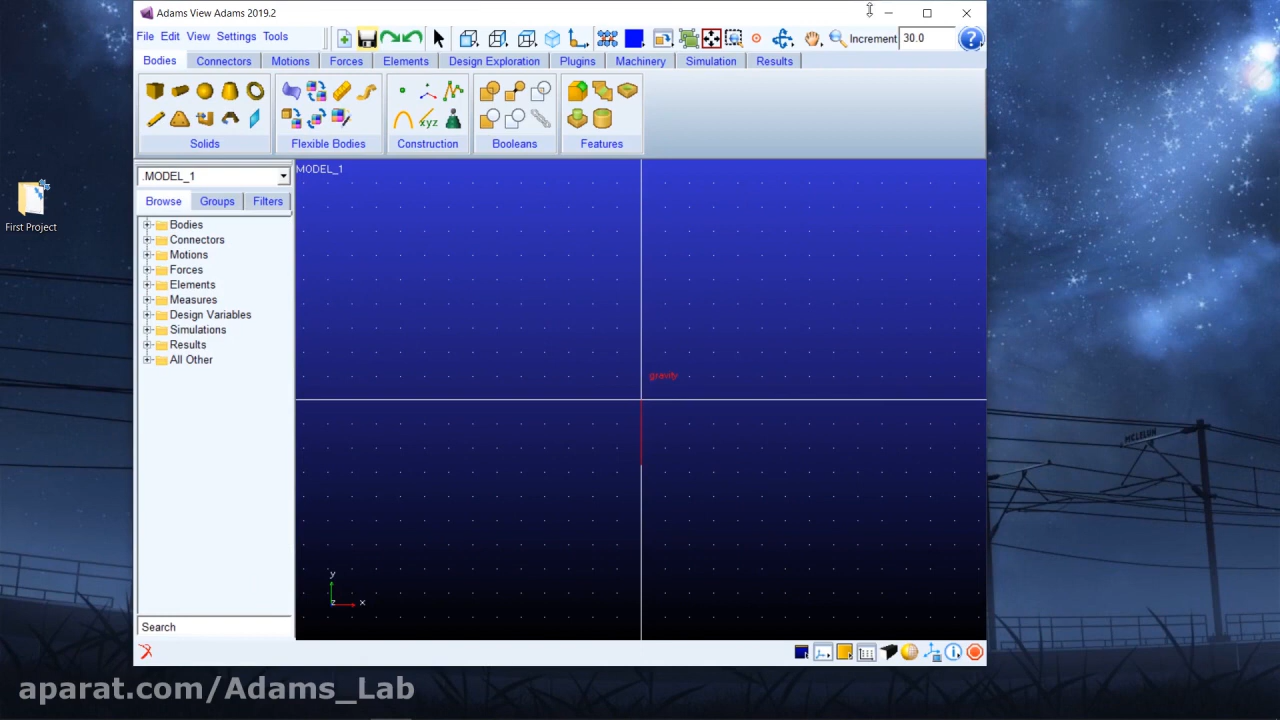 Adams View Adams 2019.2
File Edit View Settings Tools
Increment 30.0
Bodies Connectors Motions Forces Elements Design Exploration Plugins Machinery Simulation Results
xyz
Solids Flexible Bodies Construction Booleans Features
.MODEL_1
Browse Groups Filters
Bodies
Connectors
Motions
Forces
Elements
Measures
Design Variables
Simulations
Results
All Other
Search
MODEL_1
gravity
y
z x
First Project
aparat.com/Adams_Lab